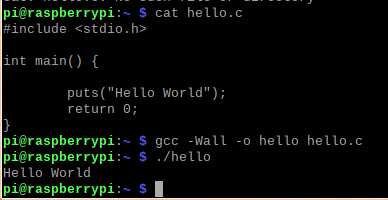 pi@raspberrypi:~ $ cat hello.c
#include <stdio.h>
int main() {
puts("Hello World");
return 0;
}
pi@raspberrypi:~ $ gcc -Wall -o hello hello.c
pi@raspberrypi:~ $ ./hello
Hello World
pi@raspberrypi:~ $